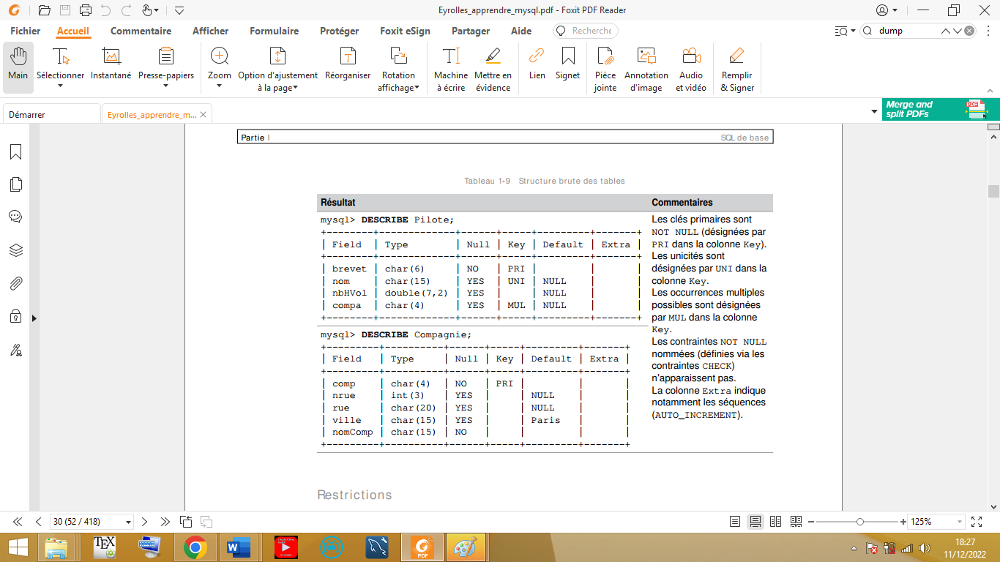 Eyrolles_apprendre_mysql.pdf - Foxit PDF Reader
Fichier Accueil Commentaire Afficher Formulaire Protéger Foxit eSign Partager Aide Recherche dump
Main Sélectionner Instantané Presse-papiers Zoom Option d'ajustement à la page Réorganiser Rotation affichage Machine à écrire Mettre en évidence Lien Signet Pièce jointe Annotation d'image Audio et vidéo Remplir & Signer
Démarrer Eyrolles_apprendre_m... Merge and split PDFs PDF
Partie I SQL de base
Tableau 1-9 Structure brute des tables
Résultat Commentaires
mysql> DESCRIBE Pilote;
+---------+-------------+------+-----+---------+-------+
| Field | Type | Null | Key | Default | Extra |
+---------+-------------+------+-----+---------+-------+
| brevet | char(6) | NO | PRI | | |
| nom | char(15) | YES | UNI | NULL | |
| nbHVol | double(7,2) | YES | | NULL | |
| compa | char(4) | YES | MUL | NULL | |
+---------+-------------+------+-----+---------+-------+
mysql> DESCRIBE Compagnie;
+---------+----------+------+-----+---------+-------+
| Field | Type | Null | Key | Default | Extra |
+---------+----------+------+-----+---------+-------+
| comp | char(4) | NO | PRI | | |
| nrue | int(3) | YES | | NULL | |
| rue | char(20) | YES | | NULL | |
| ville | char(15) | YES | | Paris | |
| nomComp | char(15) | NO | | | |
+---------+----------+------+-----+---------+-------+
Les clés primaires sont
NOT NULL (désignées par
PRI dans la colonne Key).
Les unicités sont
désignées par UNI dans la
colonne Key.
Les occurrences multiples
possibles sont désignées
par MUL dans la colonne
Key.
Les contraintes NOT NULL
nommées (définies via les
contraintes CHECK)
n'apparaissent pas.
La colonne Extra indique
notamment les séquences
(AUTO_INCREMENT).
Restrictions
30 (52 / 418) 125%
TEX W PDF
18:27
11/12/2022